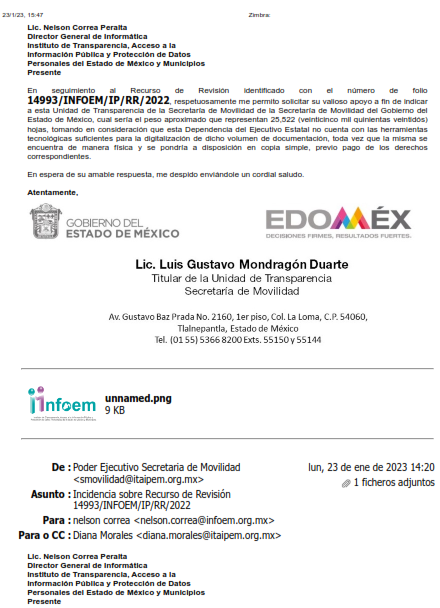 23/1/23, 15:47
Zimbra:
Lic. Nelson Correa Peralta
Director General de Informática
Instituto de Transparencia, Acceso a la
Información Pública y Protección de Datos
Personales del Estado de México y Municipios
Presente
En seguimiento al Recurso de Revisión identificado con el número de folio
14993/INFOEM/IP/RR/2022, respetuosamente me permito solicitar su valioso apoyo a fin de indicar
a esta Unidad de Transparencia de la Secretaría de Movilidad de la Secretaría de Movilidad del Gobierno del
Estado de México, cual sería el peso aproximado que representan 25,522 (veinticinco mil quinientas veintidós)
hojas, tomando en consideración que esta Dependencia del Ejecutivo Estatal no cuenta con las herramientas
tecnológicas suficientes para la digitalización de dicho volumen de documentación, toda vez que la misma se
encuentra de manera física y se pondría a disposición en copia simple, previo pago de los derechos
correspondientes.
En espera de su amable respuesta, me despido enviándole un cordial saludo.
Atentamente,
GOBIERNO DEL
ESTADO DE MÉXICO
EDOMÉX
DECISIONES FIRMES, RESULTADOS FUERTES.
Lic. Luis Gustavo Mondragón Duarte
Titular de la Unidad de Transparencia
Secretaría de Movilidad
Av. Gustavo Baz Prada No. 2160, 1er piso, Col. La Loma, C.P. 54060,
Tlalnepantla, Estado de México
Tel. (01 55) 5366 8200 Exts. 55150 y 55144
infoem
unnamed.png
9 KB
De : Poder Ejecutivo Secretaria de Movilidad
<smovilidad@itaipem.org.mx>
lun, 23 de ene de 2023 14:20
1 ficheros adjuntos
Asunto : Incidencia sobre Recurso de Revisión
14993/INFOEM/IP/RR/2022
Para : nelson correa <nelson.correa@infoem.org.mx>
Para o CC : Diana Morales <diana.morales@itaipem.org.mx>
Lic. Nelson Correa Peralta
Director General de Informática
Instituto de Transparencia, Acceso a la
Información Pública y Protección de Datos
Personales del Estado de México y Municipios
Presente